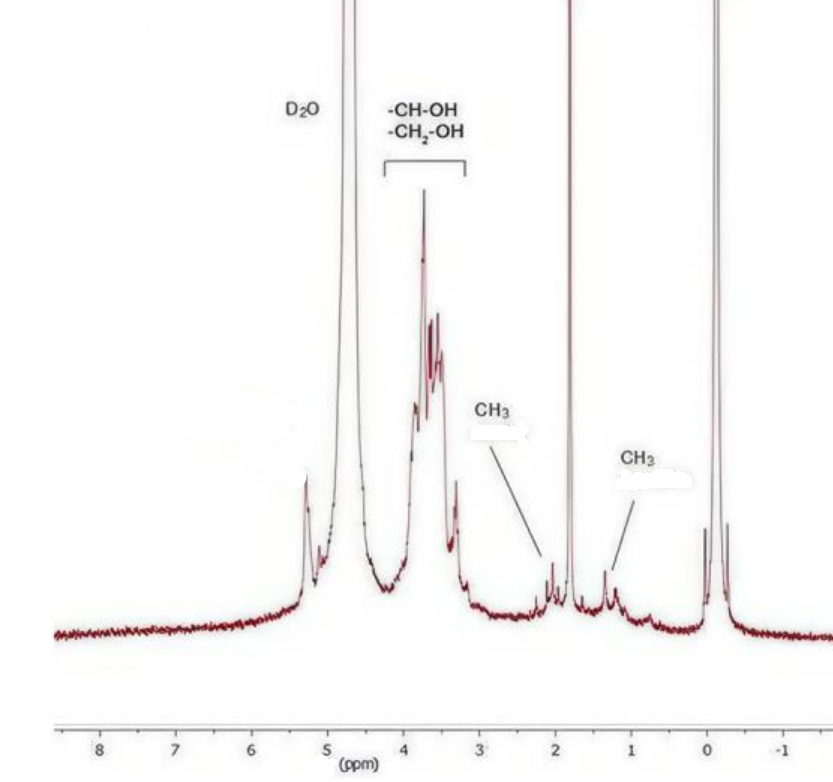 D₂O
-CH-OH
-CH₂-OH
CH₃
CH₃
8 7 6 5 4 3 2 1 0 -1
(ppm)